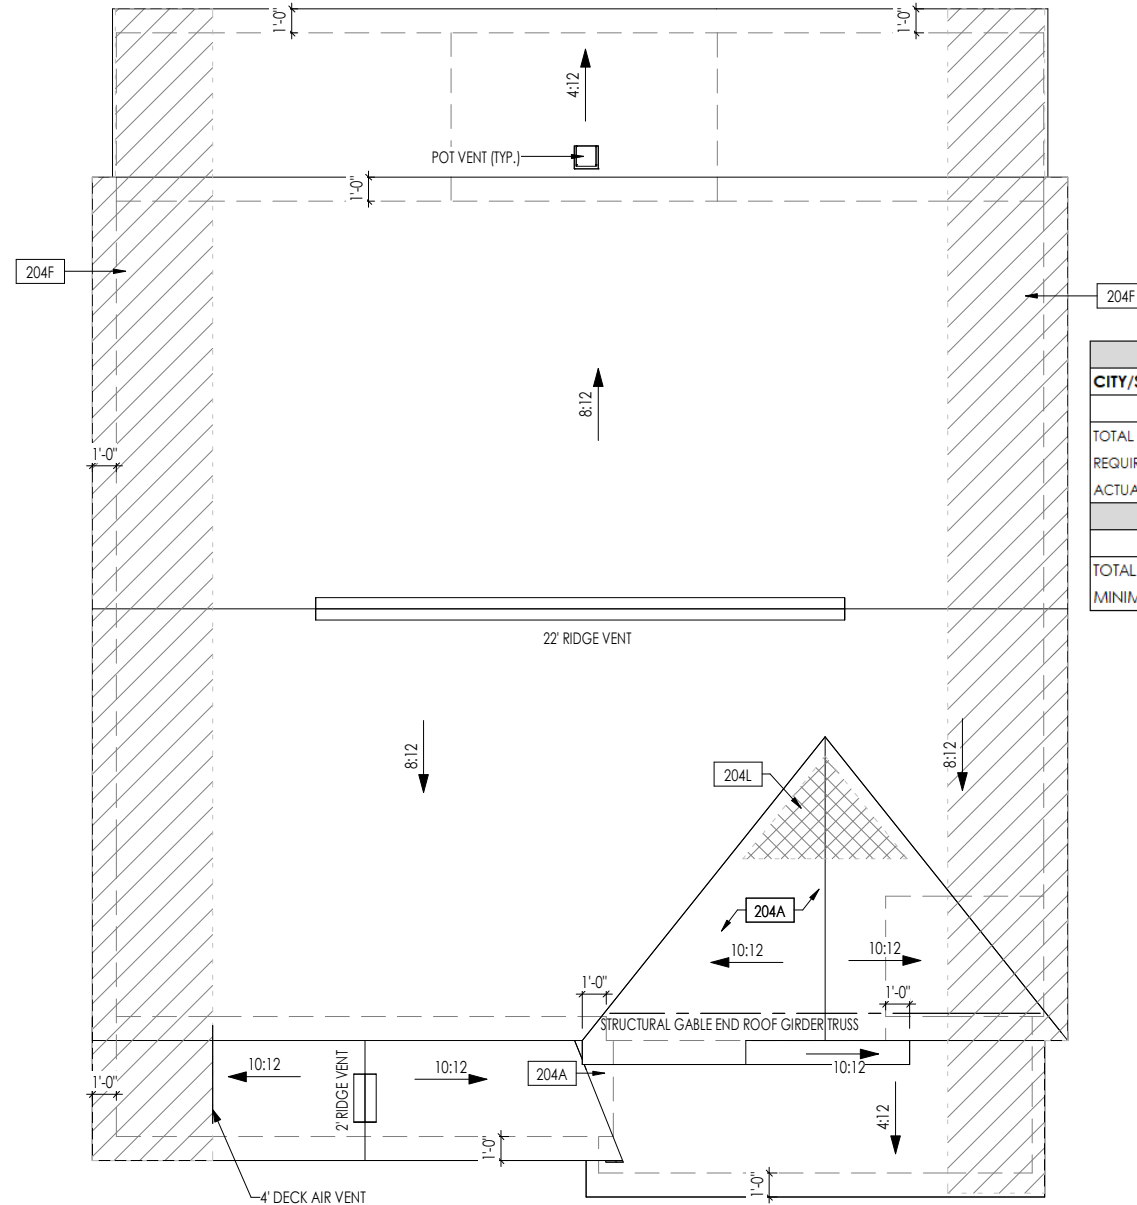 1'-0"
1'-0"
4:12
POT VENT (TYP.)
1'-0"
204F
204F
CITY/S
8:12
TOTAL
1'-0"
REQUIR
ACTUA
TOTAL
MINIM
22' RIDGE VENT
8:12
8:12
204L
204A
10:12
10:12
1'-0"
1'-0"
STRUCTURAL GABLE END ROOF GIRDER TRUSS
10:12
10:12
10:12
204A
1'-0"
2' RIDGE VENT
4:12
1'-0"
1'-0"
4' DECK AIR VENT